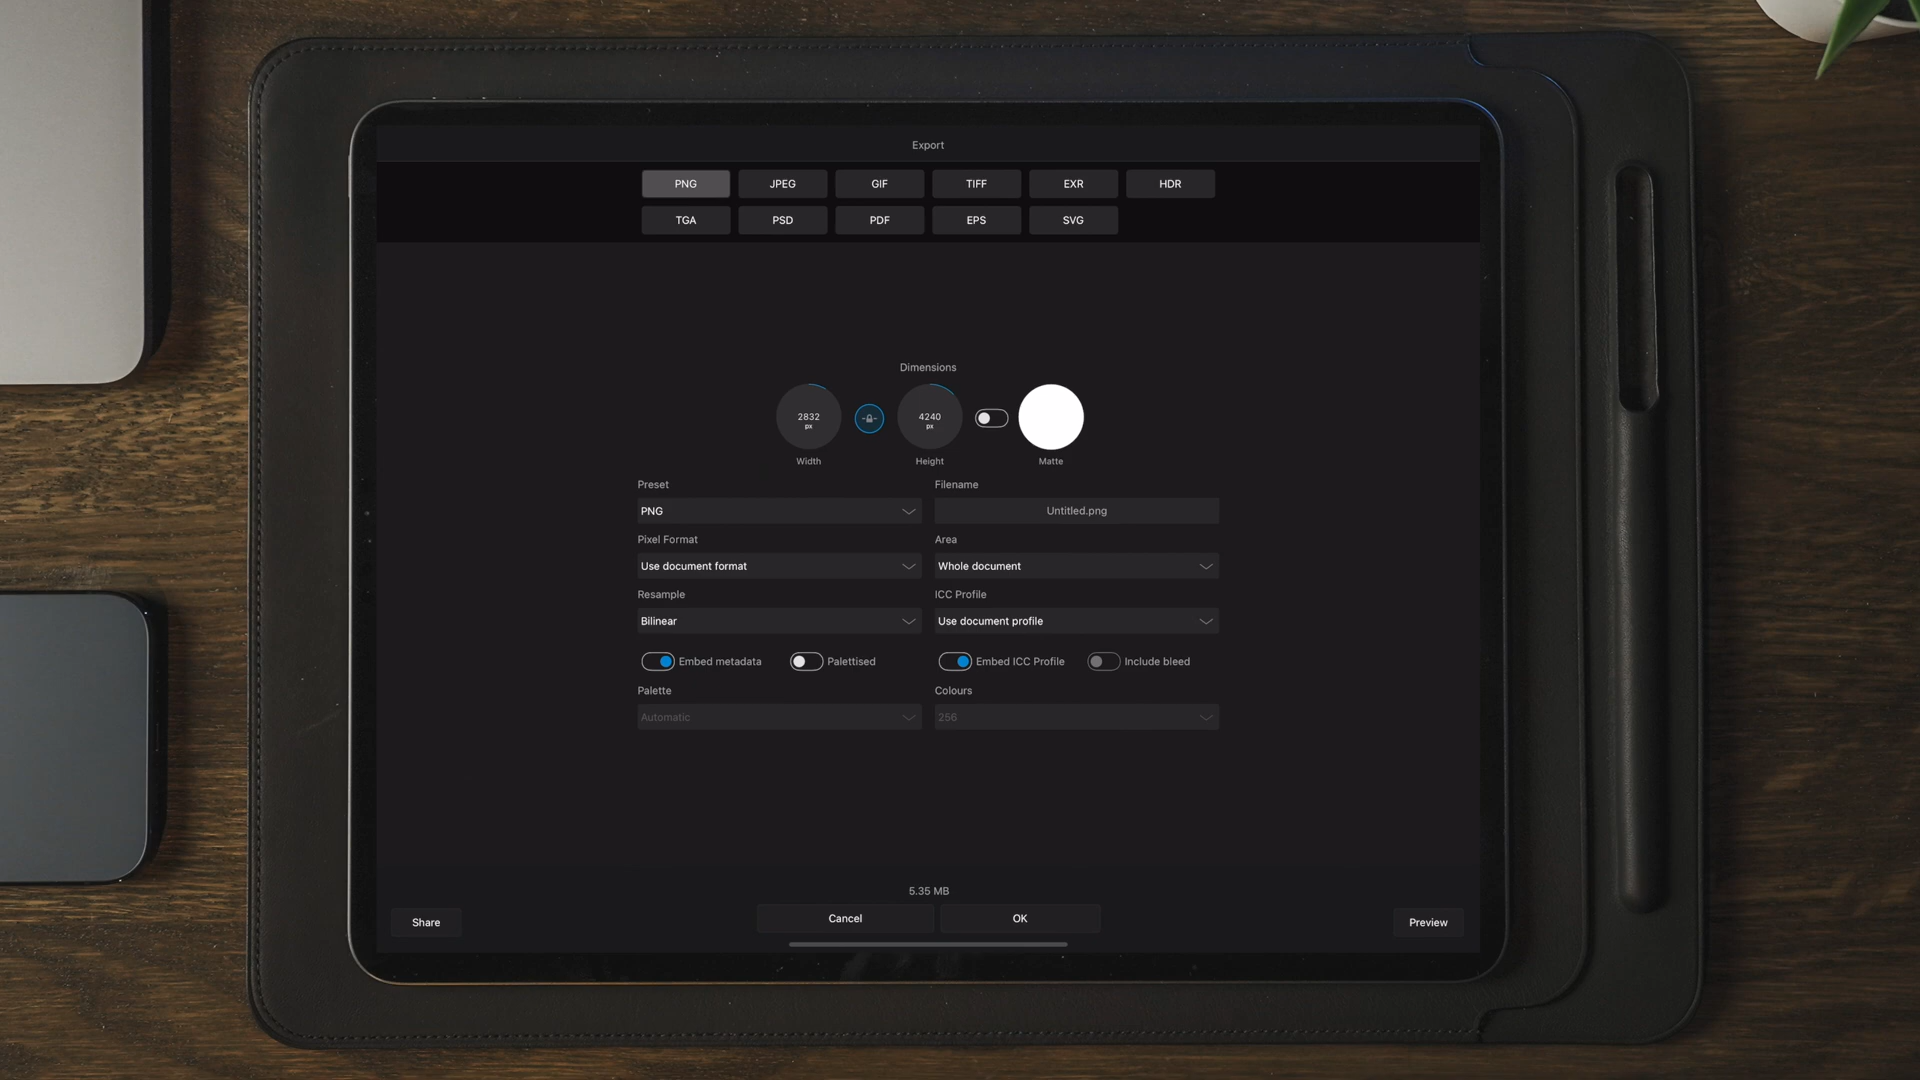 Export
PNG JPEG GIF TIFF EXR HDR
TGA PSD PDF EPS SVG
Dimensions
2832 px
4240 px
Width Height Matte
Preset Filename
PNG Untitled.png
Pixel Format Area
Use document format Whole document
Resample ICC Profile
Bilinear Use document profile
Embed metadata Palettised Embed ICC Profile Include bleed
Palette Colours
Automatic 256
5.35 MB
Share Cancel OK Preview